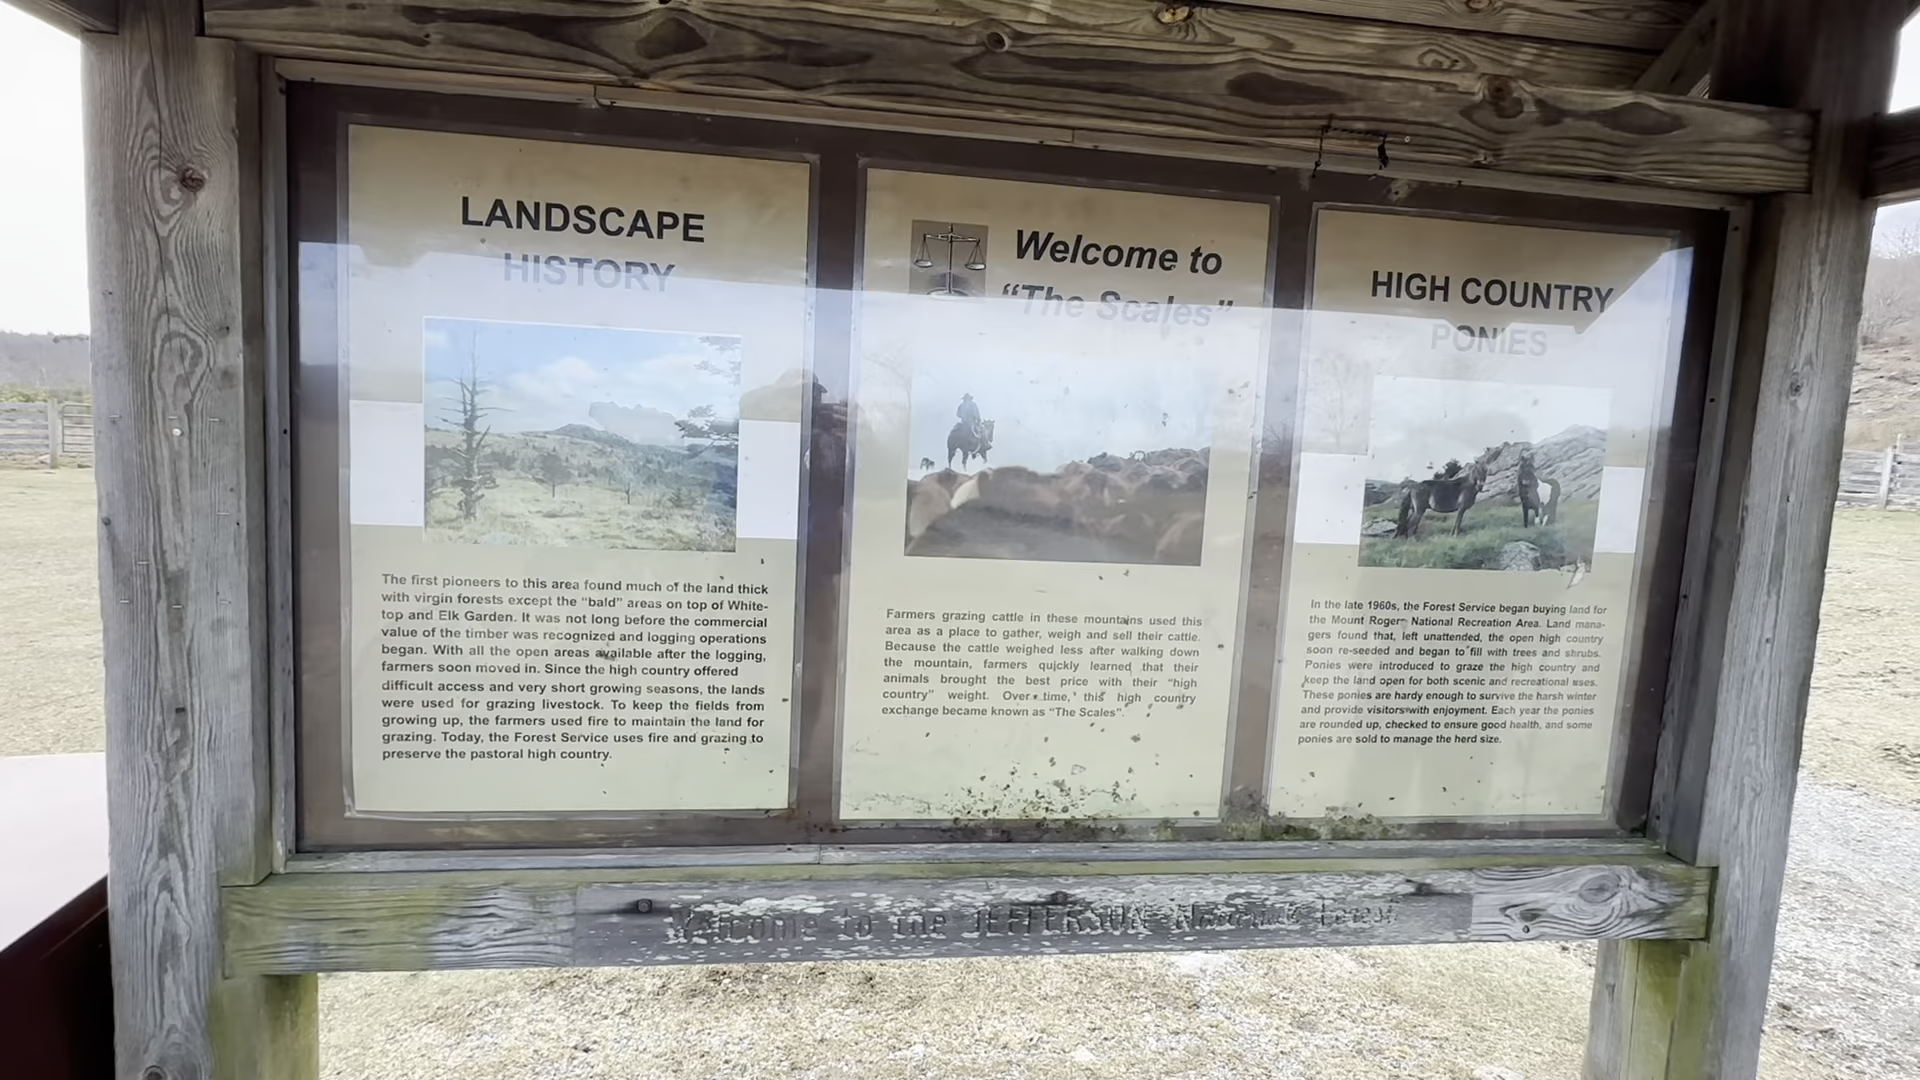 LANDSCAPE
HISTORY
The first pioneers to this area found much of the land thick
with virgin forests except the “bald” areas on top of White-
top and Elk Garden. It was not long before the commercial
value of the timber was recognized and logging operations
began. With all the open areas available after the logging,
farmers soon moved in. Since the high country offered
difficult access and very short growing seasons, the lands
were used for grazing livestock. To keep the fields from
growing up, the farmers used fire to maintain the land for
grazing. Today, the Forest Service uses fire and grazing to
preserve the pastoral high country.
Welcome to
“The Scales”
Farmers grazing cattle in these mountains used this
area as a place to gather, weigh and sell their cattle.
Because the cattle weighed less after walking down
the mountain, farmers quickly learned that their
animals brought the best price with their “high
country” weight. Over time, this high country
exchange became known as “The Scales”.
HIGH COUNTRY
PONIES
In the late 1960s, the Forest Service began buying land for
the Mount Rogers National Recreation Area. Land mana-
gers found that, left unattended, the open high country
soon re-seeded and began to fill with trees and shrubs.
Ponies were introduced to graze the high country and
keep the land open for both scenic and recreational uses.
These ponies are hardy enough to survive the harsh winter
and provide visitors with enjoyment. Each year the ponies
are rounded up, checked to ensure good health, and some
ponies are sold to manage the herd size.
Welcome to the JEFFERSON National Forest